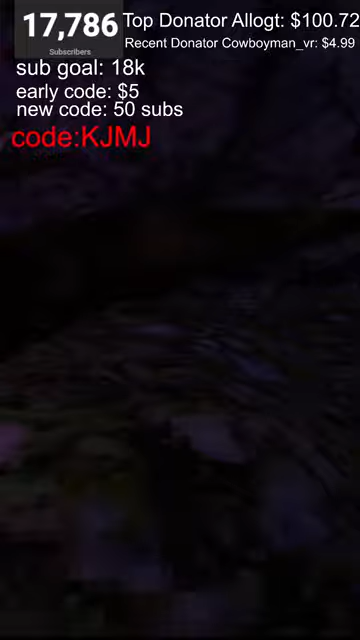 17,786
Subscribers
Top Donator Allogt: $100.72
Recent Donator Cowboyman_vr: $4.99
sub goal: 18k
early code: $5
new code: 50 subs
code:KJMJ